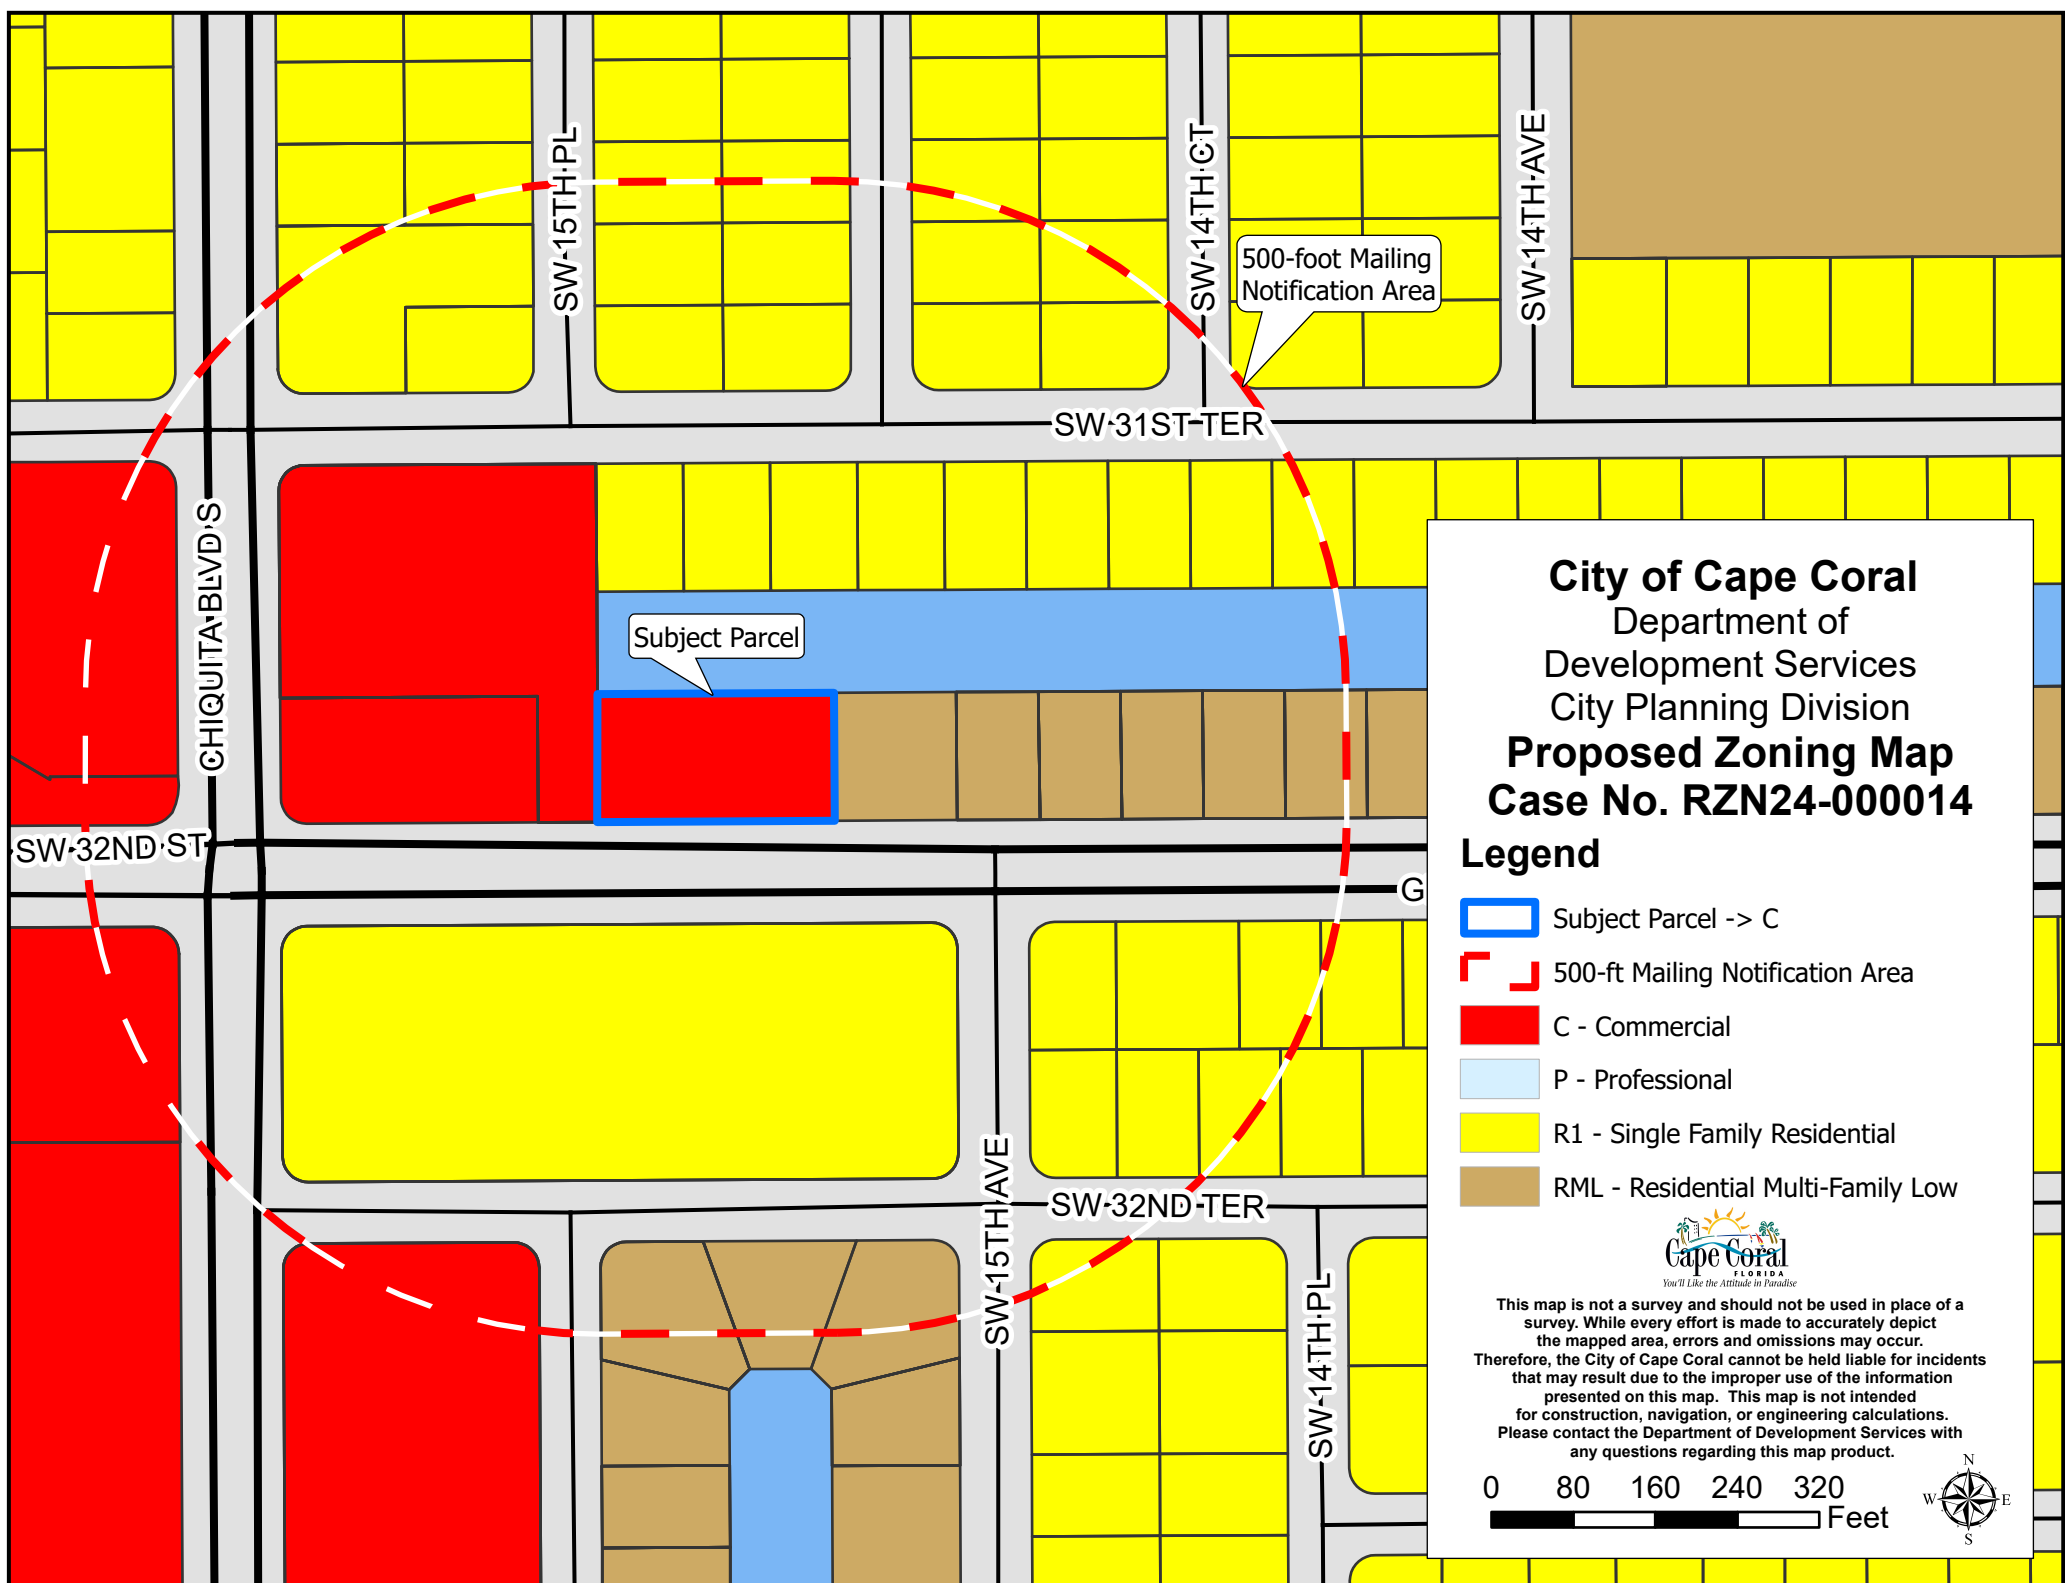 SW 15TH PL
SW 14TH CT
SW 14TH AVE
500-foot Mailing
Notification Area
SW 31ST TER
CHIQUITA BLVD S
Subject Parcel
SW 32ND ST
G
SW 15TH AVE
SW 32ND TER
SW 14TH PL
City of Cape Coral
Department of
Development Services
City Planning Division
Proposed Zoning Map
Case No. RZN24-000014
Legend
Subject Parcel -> C
500-ft Mailing Notification Area
C - Commercial
P - Professional
R1 - Single Family Residential
RML - Residential Multi-Family Low
Cape Coral
FLORIDA
You'll Like the Attitude in Paradise
This map is not a survey and should not be used in place of a
survey. While every effort is made to accurately depict
the mapped area, errors and omissions may occur.
Therefore, the City of Cape Coral cannot be held liable for incidents
that may result due to the improper use of the information
presented on this map. This map is not intended
for construction, navigation, or engineering calculations.
Please contact the Department of Development Services with
any questions regarding this map product.
0 80 160 240 320
Feet
N
W E
S